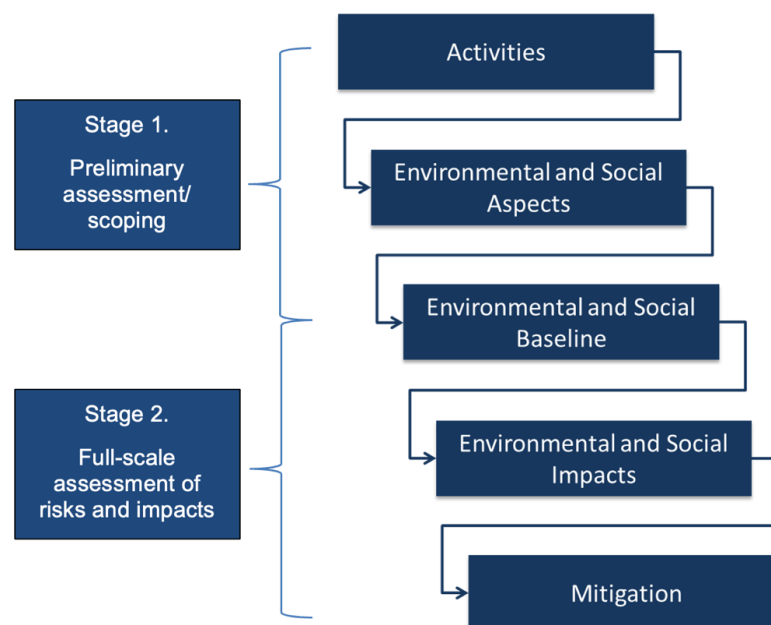 Activities
Stage 1.
Preliminary
assessment/
scoping
Environmental and Social
Aspects
Environmental and Social
Baseline
Stage 2.
Full-scale
assessment of
risks and impacts
Environmental and Social
Impacts
Mitigation